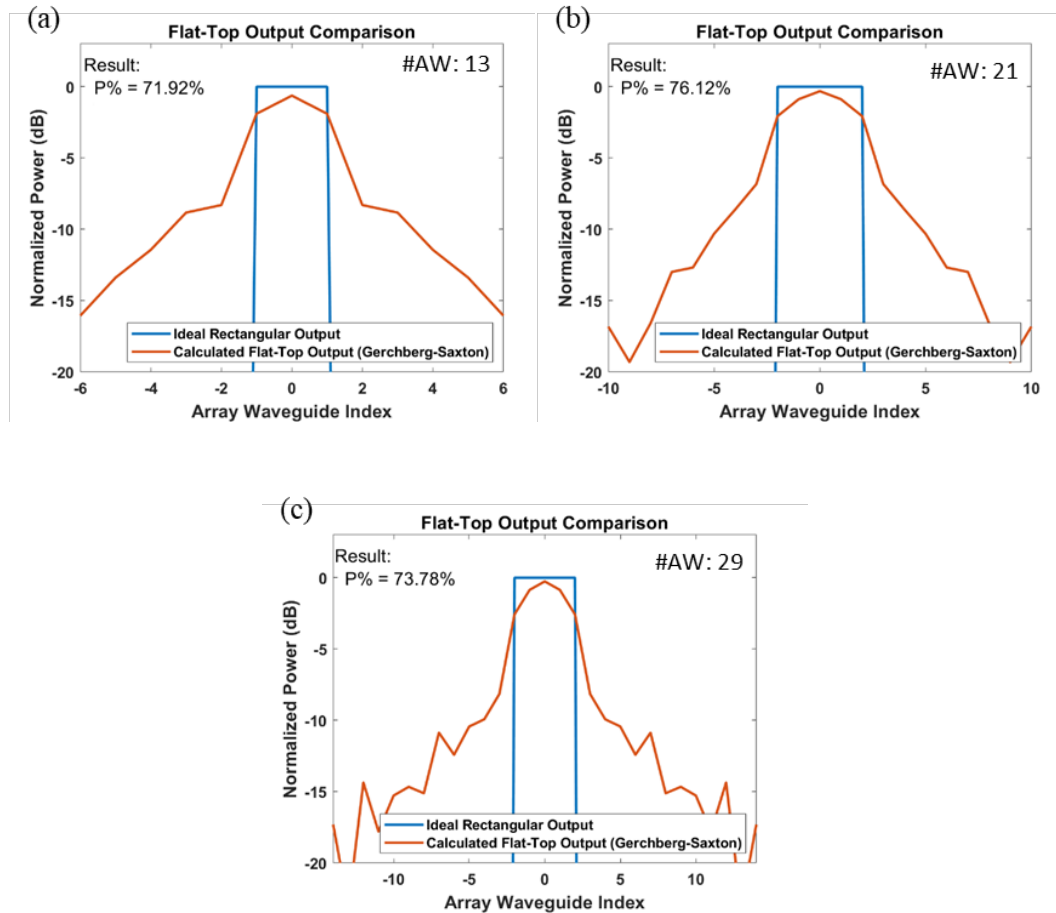 (a)
Flat-Top Output Comparison
Result:
P% = 71.92%
#AW: 13
Normalized Power (dB)
0
-5
-10
-15
-20
Ideal Rectangular Output
Calculated Flat-Top Output (Gerchberg-Saxton)
-6 -4 -2 0 2 4 6
Array Waveguide Index
(b)
Flat-Top Output Comparison
Result:
P% = 76.12%
#AW: 21
Normalized Power (dB)
0
-5
-10
-15
-20
Ideal Rectangular Output
Calculated Flat-Top Output (Gerchberg-Saxton)
-10 -5 0 5 10
Array Waveguide Index
(c)
Flat-Top Output Comparison
Result:
P% = 73.78%
#AW: 29
Normalized Power (dB)
0
-5
-10
-15
-20
Ideal Rectangular Output
Calculated Flat-Top Output (Gerchberg-Saxton)
-10 -5 0 5 10
Array Waveguide Index